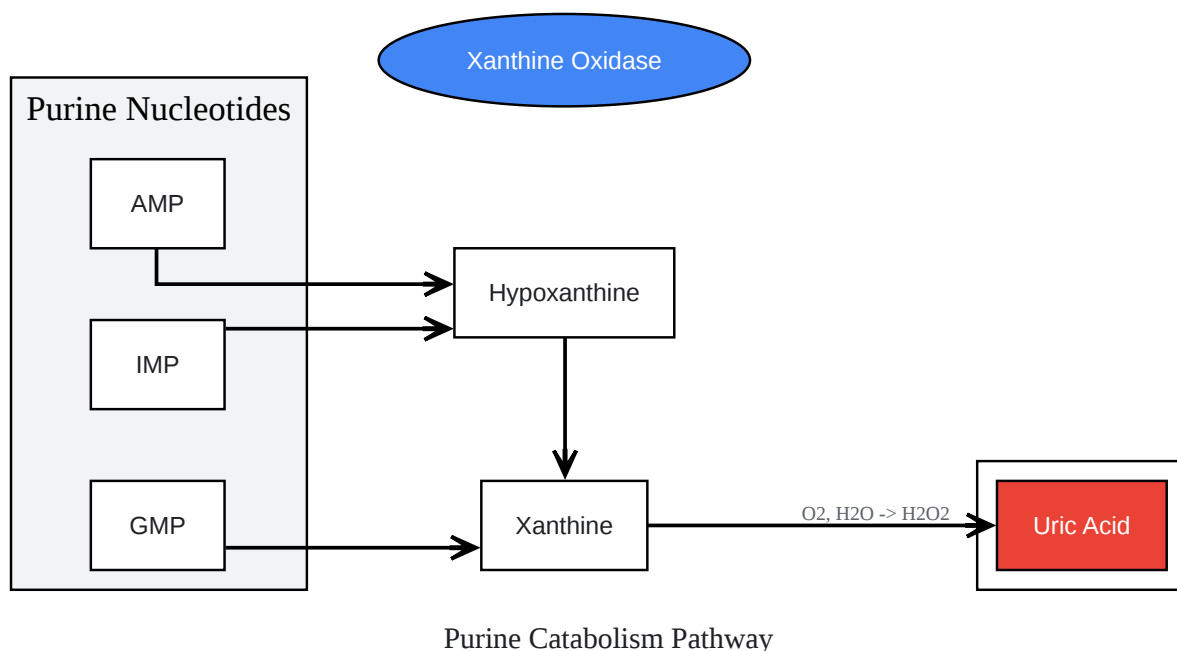 Xanthine Oxidase
Purine Nucleotides
AMP
Hypoxanthine
IMP
GMP
Xanthine
O2, H2O -> H2O2
Uric Acid
Purine Catabolism Pathway